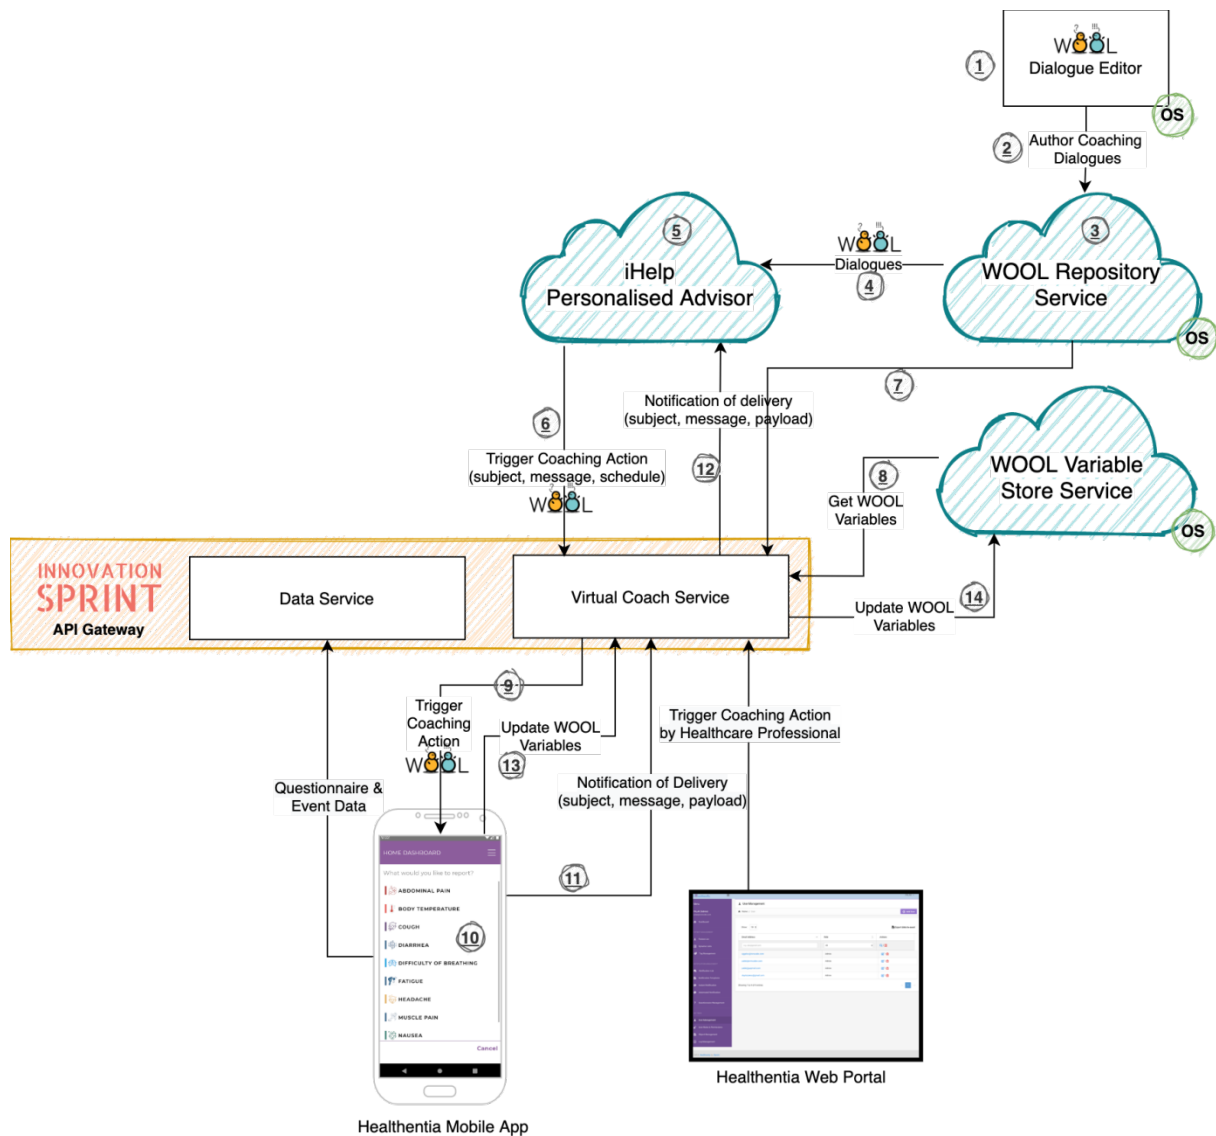 WOOL
Dialogue Editor
1
OS
2
Author Coaching
Dialogues
3
WOOL Repository
Service
OS
WOOL
Dialogues
4
5
iHelp
Personalised Advisor
7
6
Trigger Coaching Action
(subject, message, schedule)
WOOL
Notification of delivery
(subject, message, payload)
12
8
Get WOOL
Variables
WOOL Variable
Store Service
OS
14
Update WOOL
Variables
INNOVATION
SPRINT
API Gateway
Data Service
Virtual Coach Service
9
Trigger
Coaching
Action
WOOL
Update WOOL
Variables
13
Trigger Coaching Action
by Healthcare Professional
Notification of Delivery
(subject, message, payload)
Questionnaire &
Event Data
11
HOME DASHBOARD
What would you like to report?
ABDOMINAL PAIN
BODY TEMPERATURE
COUGH
10
DIARRHEA
DIFFICULTY OF BREATHING
FATIGUE
HEADACHE
MUSCLE PAIN
NAUSEA
Cancel
Healthentia Mobile App
Healthentia Web Portal